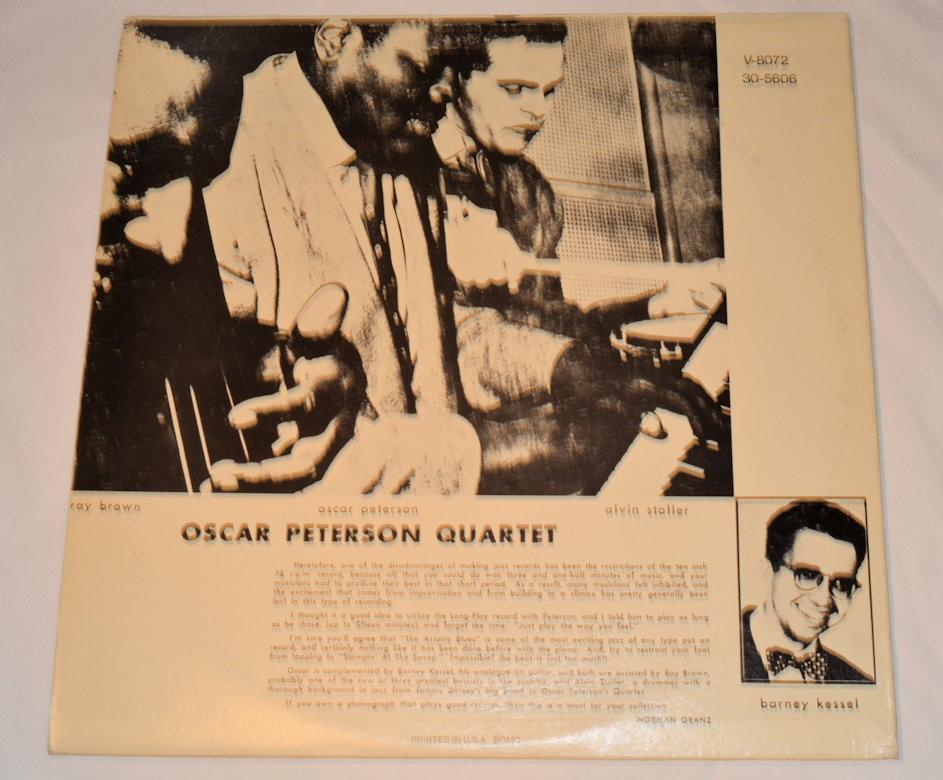 V-8072
30-5606
ray brown oscar peterson alvin stoller
OSCAR PETERSON QUARTET
Heretofore, one of the disadvantages of making jazz records has been the restrictions of the ten inch
78 r.p.m. record, because all that you could do was three and one-half minutes of music, and your
musicians had to produce their best in that short period. As a result, many musicians felt inhibited, and
the excitement that comes from improvisation and from building to a climax has pretty generally been
lost in this type of recording.
I thought it a good idea to utilize the Long-Play record with Peterson, and I told him to play as long
as he chose, (up to fifteen minutes), and forget the time. "Just play the way you feel."
I'm sure you'll agree that "The Astaire Blues" is some of the most exciting jazz of any type put on
record, and certainly nothing like it has been done before with the piano. And, try to restrain your foot
from tapping to "Stompin' At The Savoy." Impossible! the beat is just too much!!
Oscar is complemented by Barney Kessel, his analogue on guitar, and both are assisted by Ray Brown,
probably one of the two or three greatest bassists in the country, and Alvin Stoller, a drummer with a
thorough background in jazz from Tommy Dorsey's big band to Oscar Peterson's Quartet.
If you own a phonograph that plays good records, then this is a must for your collection.
NORMAN GRANZ
barney kessel
PRINTED IN U.S.A. BOMC